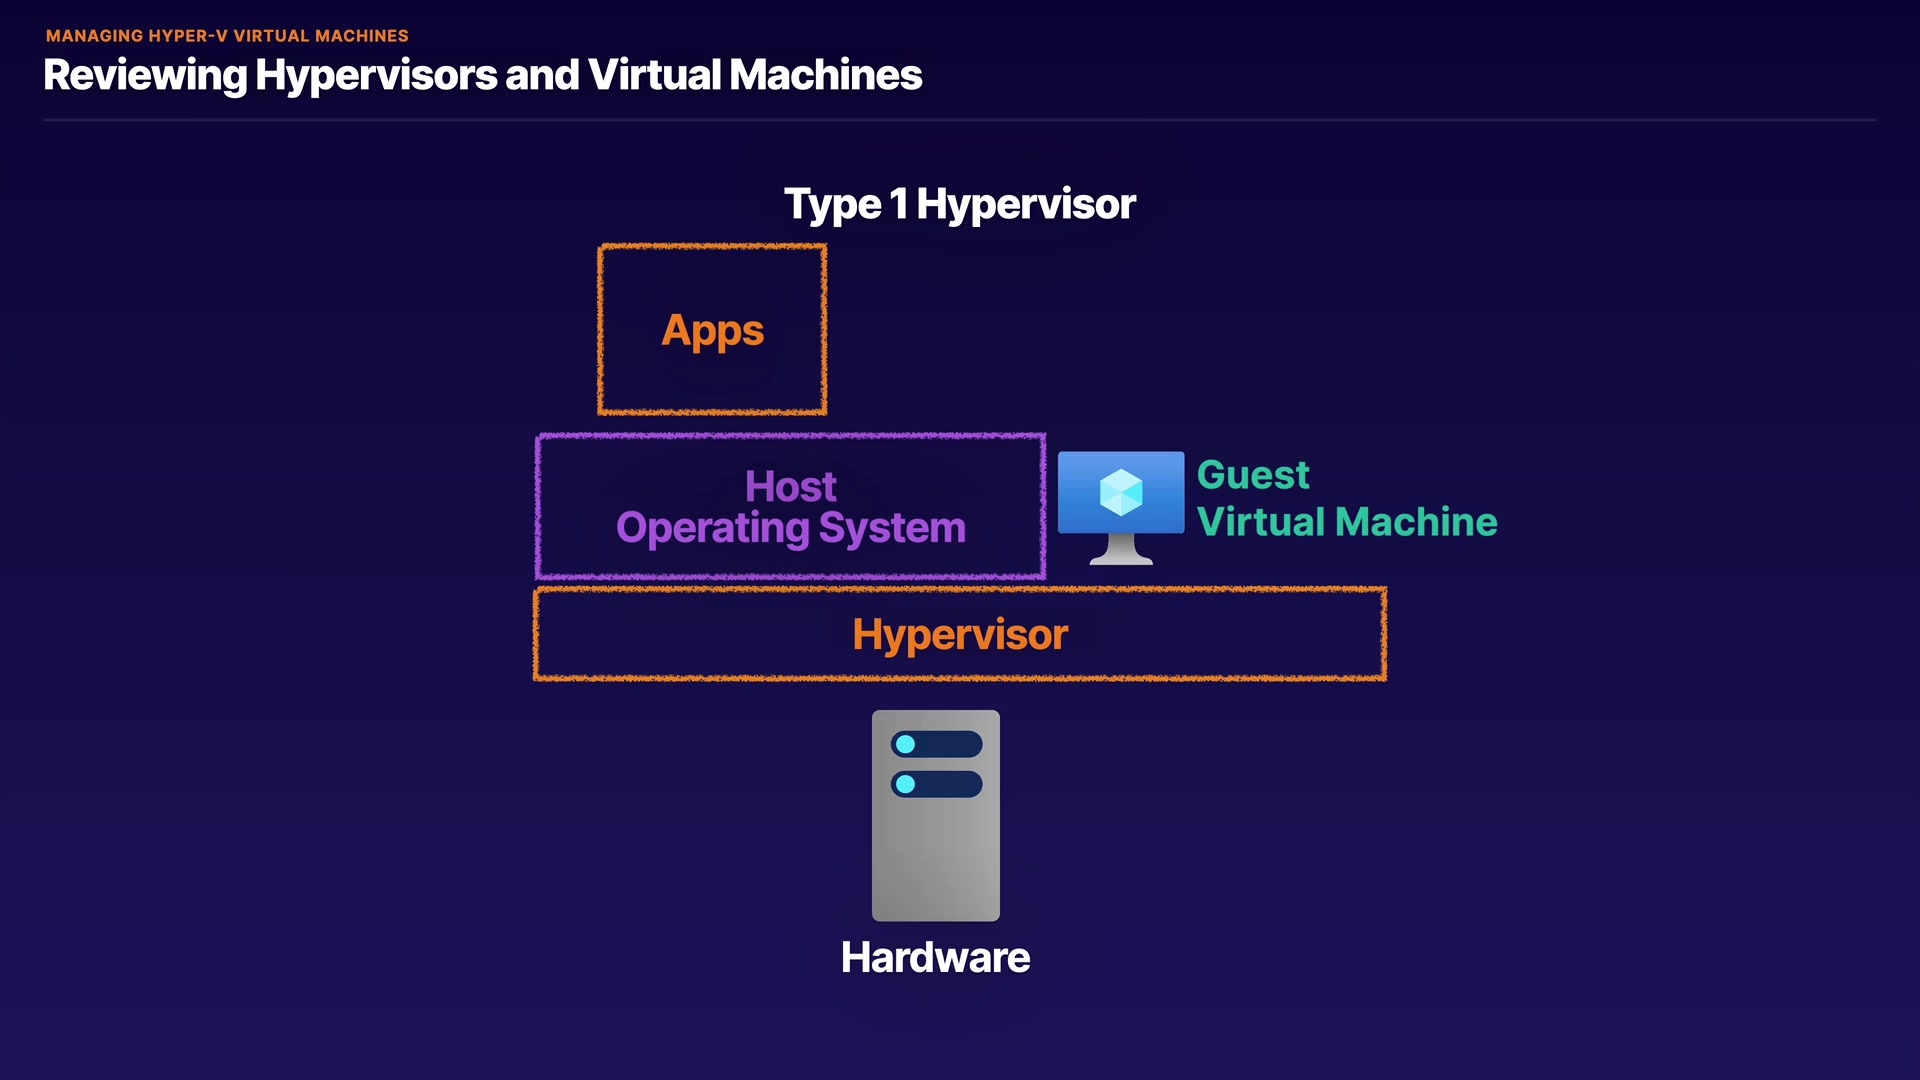 MANAGING HYPER-V VIRTUAL MACHINES
Reviewing Hypervisors and Virtual Machines
Type 1 Hypervisor
Apps
Host
Operating System
Guest
Virtual Machine
Hypervisor
Hardware